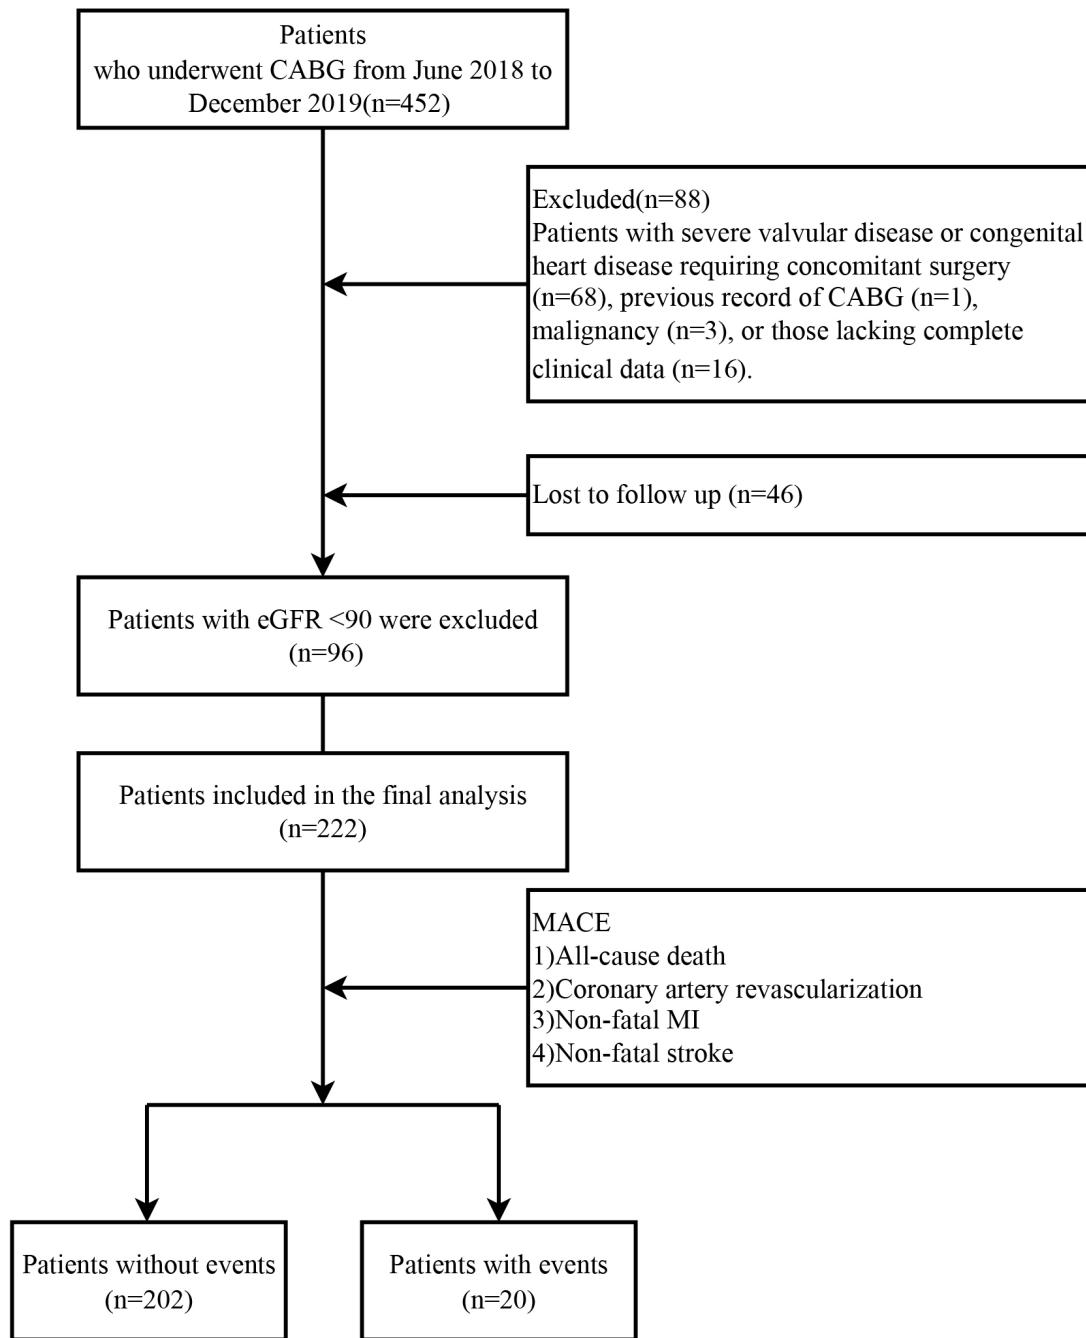 Patients
who underwent CABG from June 2018 to
December 2019(n=452)
Excluded(n=88)
Patients with severe valvular disease or congenital
heart disease requiring concomitant surgery
(n=68), previous record of CABG (n=1),
malignancy (n=3), or those lacking complete
clinical data (n=16).
Lost to follow up (n=46)
Patients with eGFR <90 were excluded
(n=96)
Patients included in the final analysis
(n=222)
MACE
1)All-cause death
2)Coronary artery revascularization
3)Non-fatal MI
4)Non-fatal stroke
Patients without events
(n=202)
Patients with events
(n=20)